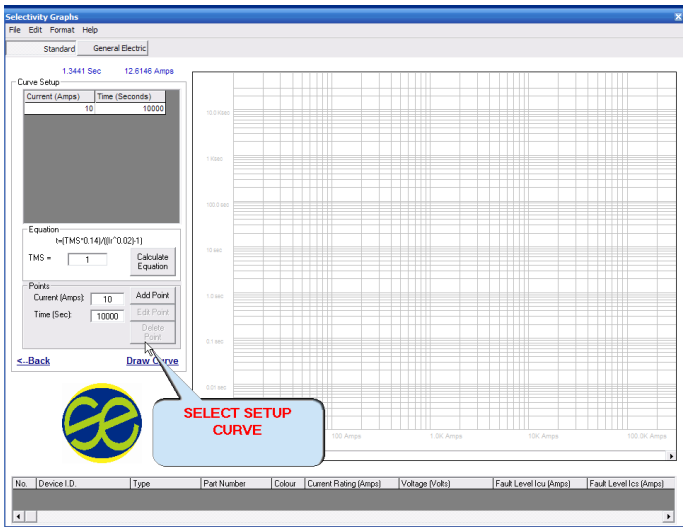 Selectivity Graphs
File Edit Format Help
Standard General Electric
1.3441 Sec 12.6146 Amps
Curve Setup
Current (Amps) Time (Seconds)
10 10000
Equation
t=(TMS*0.14)/((Ir^0.02)-1)
TMS = 1 Calculate Equation
Points
Current (Amps): 10 Add Point
Time (Sec): 10000 Edit Point
Delete Point
<--Back Draw Curve
10.0 Ksec
1 Ksec
100.0 sec
10 sec
1.0 sec
0.1 sec
0.01 sec
100 Amps 1.0K Amps 10K Amps 100.0K Amps
SELECT SETUP
CURVE
se
No. Device I.D. Type Part Number Colour Current Rating (Amps) Voltage (Volts) Fault Level Icu (Amps) Fault Level Ics (Amps)